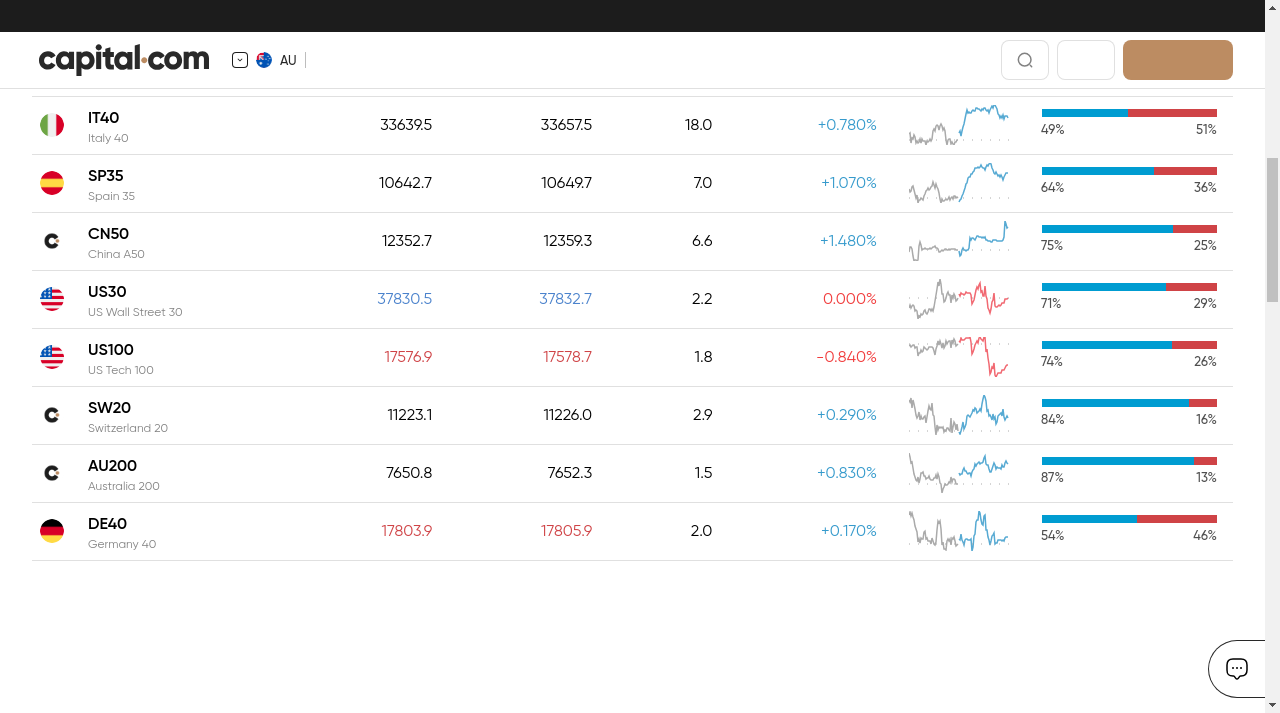 capital.com
AU
IT40 33639.5 33657.5 18.0 +0.780% 49% 51%
Italy 40
SP35 10642.7 10649.7 7.0 +1.070% 64% 36%
Spain 35
CN50 12352.7 12359.3 6.6 +1.480% 75% 25%
China A50
US30 37830.5 37832.7 2.2 0.000% 71% 29%
US Wall Street 30
US100 17576.9 17578.7 1.8 -0.840% 74% 26%
US Tech 100
SW20 11223.1 11226.0 2.9 +0.290% 84% 16%
Switzerland 20
AU200 7650.8 7652.3 1.5 +0.830% 87% 13%
Australia 200
DE40 17803.9 17805.9 2.0 +0.170% 54% 46%
Germany 40